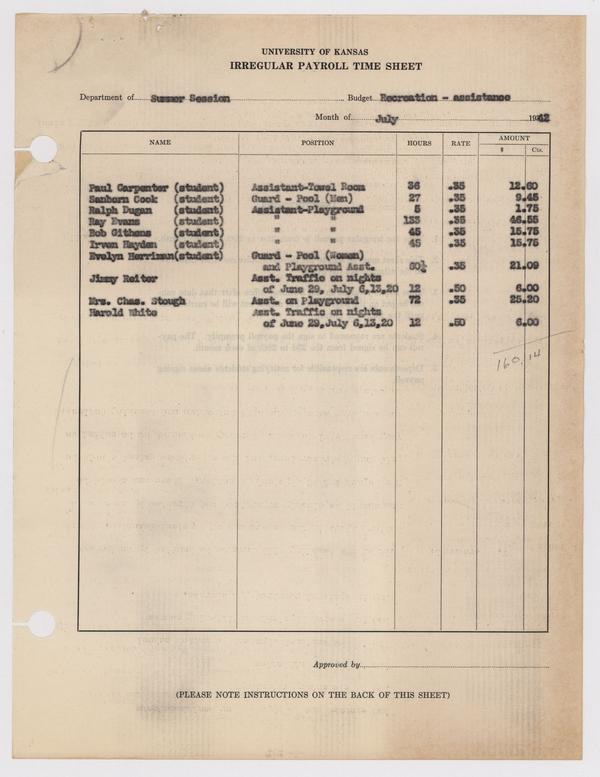 UNIVERSITY OF KANSAS
IRREGULAR PAYROLL TIME SHEET
Department of Summer Session Budget Recreation - assistance
Month of July 1942
NAME POSITION HOURS RATE AMOUNT
$ Cts.
Paul Carpenter (student) Assistant-Towel Room 36 .35 12.60
Sanborn Cook (student) Guard - Pool (Men) 27 .35 9.45
Ralph Dugan (student) Assistant-Playground 5 .35 1.75
Ray Evans (student) " " 133 .35 46.55
Bob Githens (student) " " 45 .35 15.75
Irven Hayden (student) " " 45 .35 15.75
Evelyn Herriman(student) Guard - Pool (Women)
and Playground Asst. 60¼ .35 21.09
Jimmy Reiter Asst. Traffic on nights
of June 29, July 6,13,20 12 .50 6.00
Mrs. Chas. Stough Asst. on Playground 72 .35 25.20
Harold White Asst. Traffic on nights
of June 29,July 6,13,20 12 .50 6.00
160.14
Approved by
(PLEASE NOTE INSTRUCTIONS ON THE BACK OF THIS SHEET)